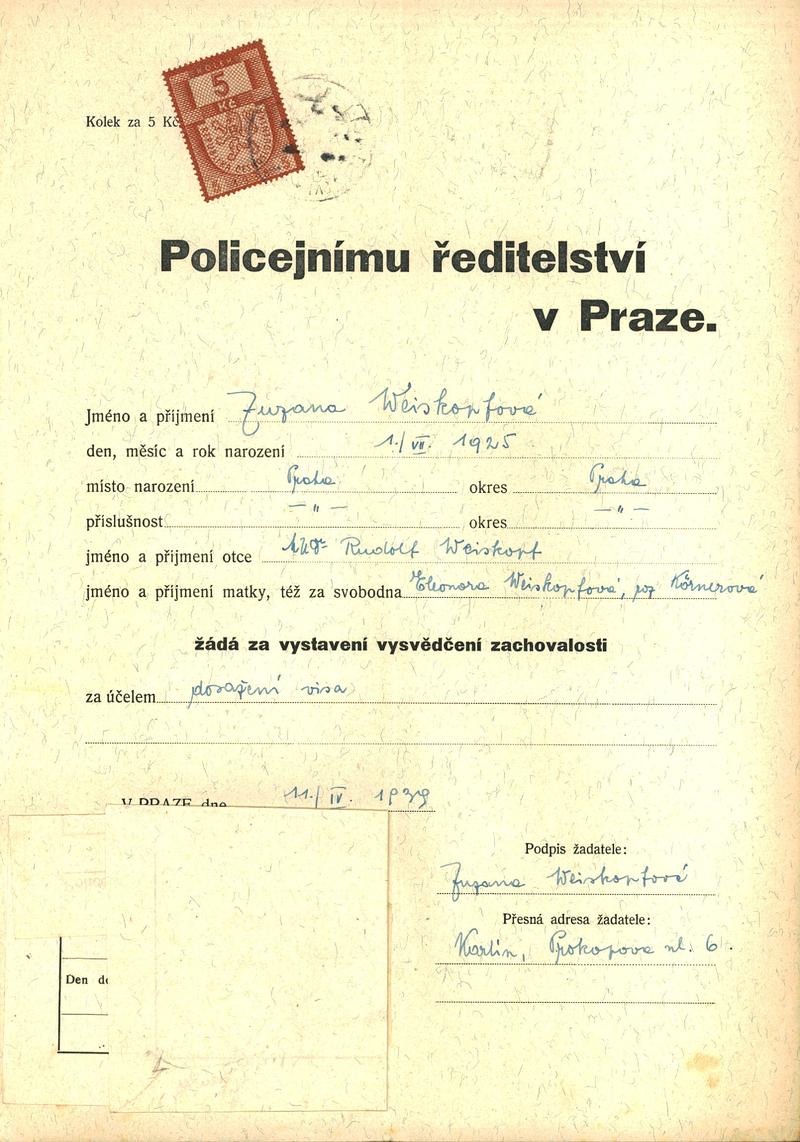 KOLEK
5
Kč
Kolek za 5 Kč
Policejnímu ředitelství
v Praze.
Jméno a příjmení Zuzana Weiskopfová
den, měsíc a rok narození 1./VII. 1925
místo narození Praha okres Praha
příslušnost — " — okres — " —
jméno a příjmení otce MUDr Rudolf Weiskopf
jméno a příjmení matky, též za svobodna Eleonora Weiskopfová, roz Körnerová
žádá za vystavení vysvědčení zachovalosti
za účelem dosažení visa
V PRAZE dne 11./IV. 1939
Podpis žadatele:
Zuzana Weiskopfová
Přesná adresa žadatele:
Karlín, Prokopova ul. 6.
Den